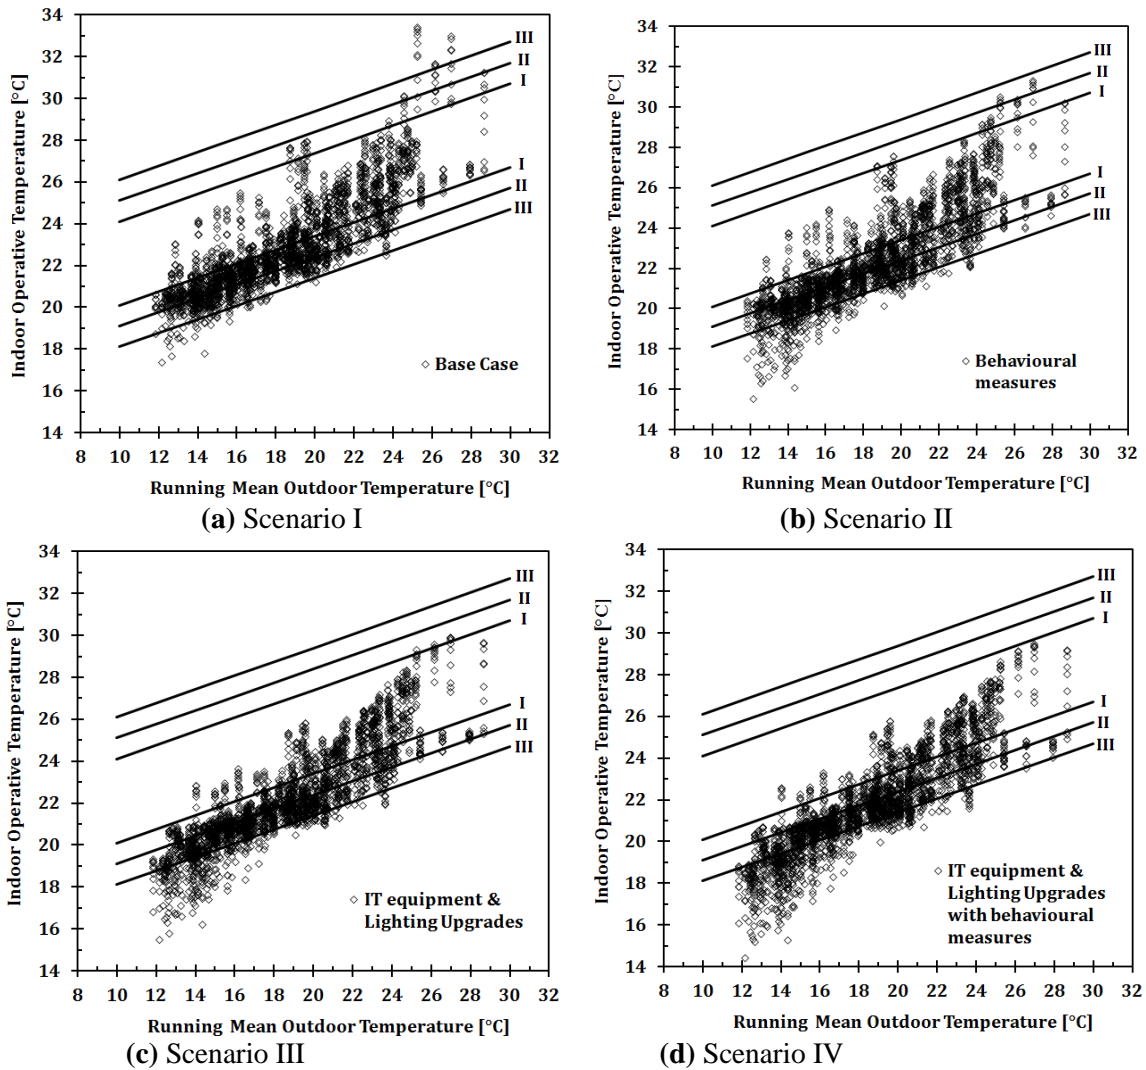 34
32
30
28
26
24
22
20
18
16
14
Indoor Operative Temperature [°C]
III
II
I
I
II
III
Base Case
8 10 12 14 16 18 20 22 24 26 28 30 32
Running Mean Outdoor Temperature [°C]
(a) Scenario I
34
32
30
28
26
24
22
20
18
16
14
Indoor Operative Temperature [°C]
III
II
I
I
II
III
Behavioural
measures
8 10 12 14 16 18 20 22 24 26 28 30 32
Running Mean Outdoor Temperature [°C]
(b) Scenario II
34
32
30
28
26
24
22
20
18
16
14
Indoor Operative Temperature [°C]
III
II
I
I
II
III
IT equipment &
Lighting Upgrades
8 10 12 14 16 18 20 22 24 26 28 30 32
Running Mean Outdoor Temperature [°C]
(c) Scenario III
34
32
30
28
26
24
22
20
18
16
14
Indoor Operative Temperature [°C]
III
II
I
I
II
III
IT equipment &
Lighting Upgrades
with behavioural
measures
8 10 12 14 16 18 20 22 24 26 28 30 32
Running Mean Outdoor Temperature [°C]
(d) Scenario IV